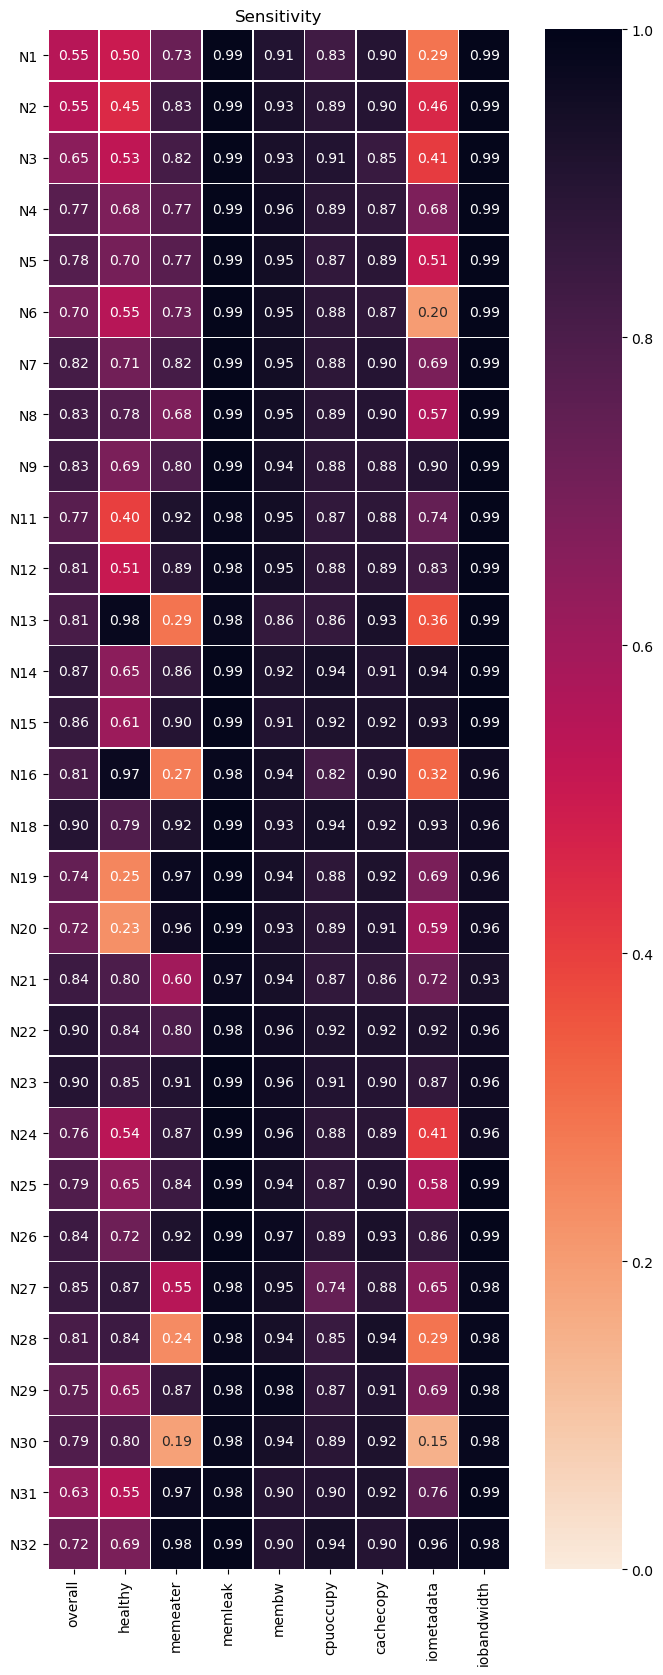 Sensitivity
N1 0.55 0.50 0.73 0.99 0.91 0.83 0.90 0.29 0.99
N2 0.55 0.45 0.83 0.99 0.93 0.89 0.90 0.46 0.99
N3 0.65 0.53 0.82 0.99 0.93 0.91 0.85 0.41 0.99
N4 0.77 0.68 0.77 0.99 0.96 0.89 0.87 0.68 0.99
N5 0.78 0.70 0.77 0.99 0.95 0.87 0.89 0.51 0.99
N6 0.70 0.55 0.73 0.99 0.95 0.88 0.87 0.20 0.99
N7 0.82 0.71 0.82 0.99 0.95 0.88 0.90 0.69 0.99
N8 0.83 0.78 0.68 0.99 0.95 0.89 0.90 0.57 0.99
N9 0.83 0.69 0.80 0.99 0.94 0.88 0.88 0.90 0.99
N11 0.77 0.40 0.92 0.98 0.95 0.87 0.88 0.74 0.99
N12 0.81 0.51 0.89 0.98 0.95 0.88 0.89 0.83 0.99
N13 0.81 0.98 0.29 0.98 0.86 0.86 0.93 0.36 0.99
N14 0.87 0.65 0.86 0.99 0.92 0.94 0.91 0.94 0.99
N15 0.86 0.61 0.90 0.99 0.91 0.92 0.92 0.93 0.99
N16 0.81 0.97 0.27 0.98 0.94 0.82 0.90 0.32 0.96
N18 0.90 0.79 0.92 0.99 0.93 0.94 0.92 0.93 0.96
N19 0.74 0.25 0.97 0.99 0.94 0.88 0.92 0.69 0.96
N20 0.72 0.23 0.96 0.99 0.93 0.89 0.91 0.59 0.96
N21 0.84 0.80 0.60 0.97 0.94 0.87 0.86 0.72 0.93
N22 0.90 0.84 0.80 0.98 0.96 0.92 0.92 0.92 0.96
N23 0.90 0.85 0.91 0.99 0.96 0.91 0.90 0.87 0.96
N24 0.76 0.54 0.87 0.99 0.96 0.88 0.89 0.41 0.96
N25 0.79 0.65 0.84 0.99 0.94 0.87 0.90 0.58 0.99
N26 0.84 0.72 0.92 0.99 0.97 0.89 0.93 0.86 0.99
N27 0.85 0.87 0.55 0.98 0.95 0.74 0.88 0.65 0.98
N28 0.81 0.84 0.24 0.98 0.94 0.85 0.94 0.29 0.98
N29 0.75 0.65 0.87 0.98 0.98 0.87 0.91 0.69 0.98
N30 0.79 0.80 0.19 0.98 0.94 0.89 0.92 0.15 0.98
N31 0.63 0.55 0.97 0.98 0.90 0.90 0.92 0.76 0.99
N32 0.72 0.69 0.98 0.99 0.90 0.94 0.90 0.96 0.98
overall
healthy
memeater
memleak
membw
cpuoccupy
cachecopy
iometadata
iobandwidth
1.0
0.8
0.6
0.4
0.2
0.0